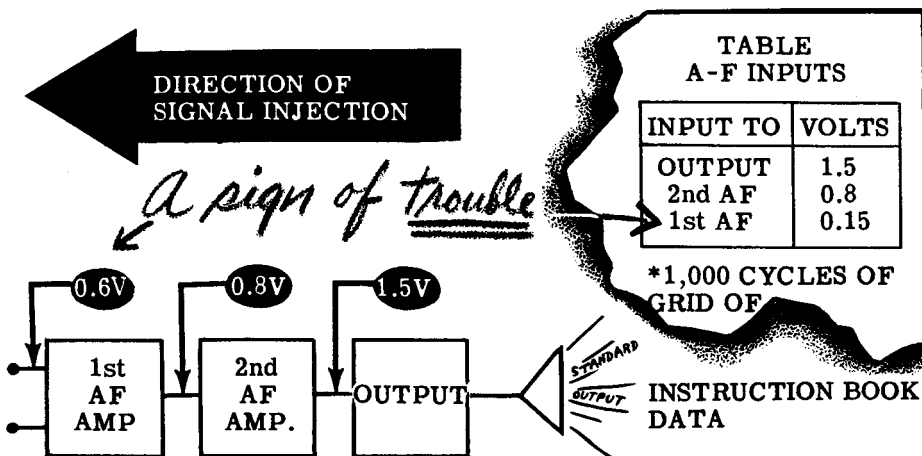 DIRECTION OF
SIGNAL INJECTION
TABLE
A-F INPUTS
INPUT TO VOLTS
OUTPUT 1.5
2nd AF 0.8
1st AF 0.15
*1,000 CYCLES OF
GRID OF
A sign of trouble
0.6V 0.8V 1.5V
1st
AF
AMP
2nd
AF
AMP.
OUTPUT
STANDARD
OUTPUT
INSTRUCTION BOOK
DATA